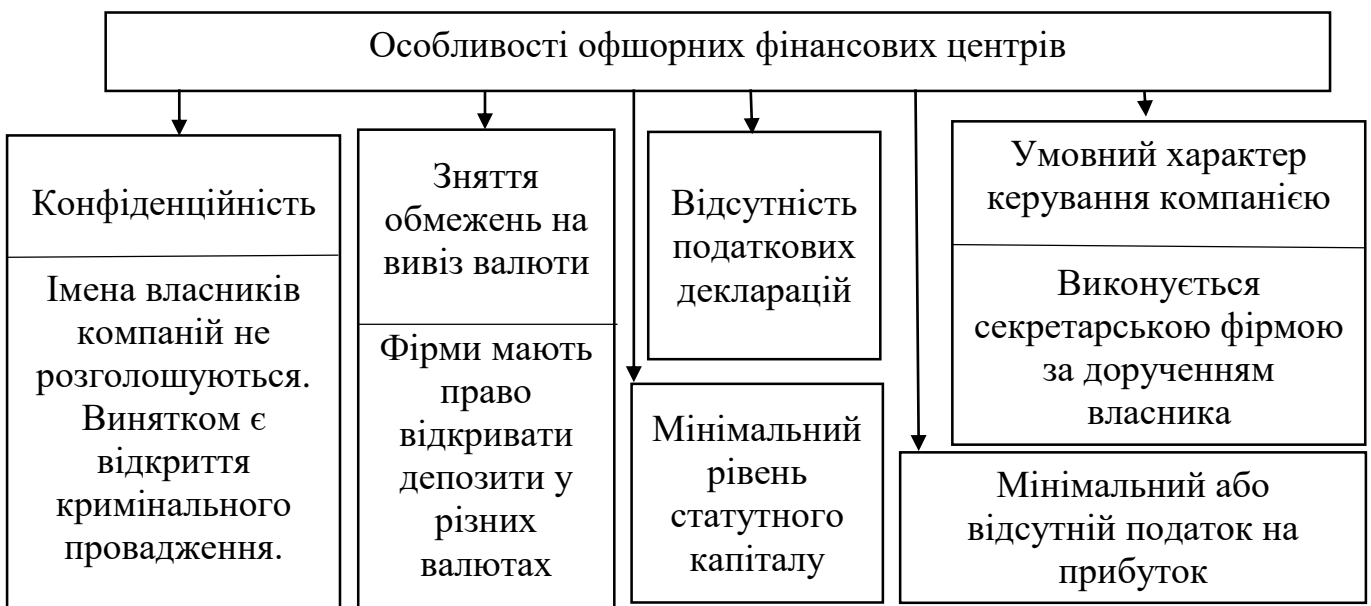 Особливості офшорних фінансових центрів
Конфіденційність
Імена власників
компаній не
розголошуються.
Винятком є
відкриття
кримінального
провадження.
Зняття
обмежень на
вивіз валюти
Фірми мають
право
відкривати
депозити у
різних
валютах
Відсутність
податкових
декларацій
Мінімальний
рівень
статутного
капіталу
Умовний характер
керування компанією
Виконується
секретарською фірмою
за дорученням
власника
Мінімальний або
відсутній податок на
прибуток